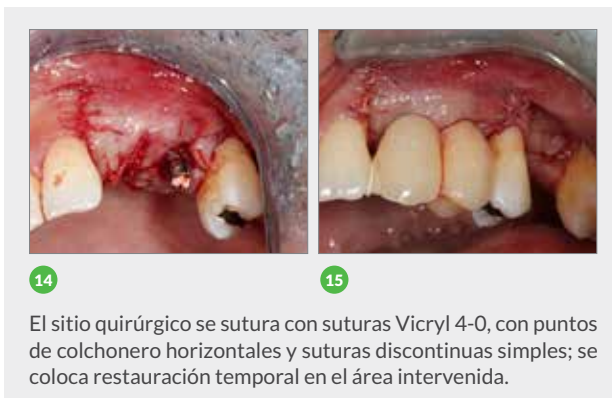 14
15
El sitio quirúrgico se sutura con suturas Vicryl 4-0, con puntos
de colchonero horizontales y suturas discontinuas simples; se
coloca restauración temporal en el área intervenida.